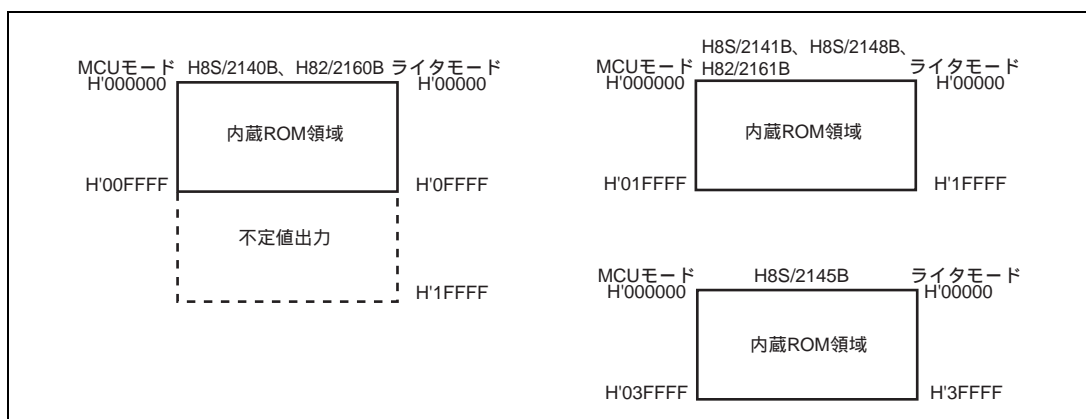 MCUモード H8S/2140B、H82/2160B ライタモード
H'000000 H'00000
内蔵ROM領域
H'00FFFF H'0FFFF
不定値出力
H'1FFFF
H8S/2141B、H8S/2148B、
MCUモード H82/2161B ライタモード
H'000000 H'00000
内蔵ROM領域
H'01FFFF H'1FFFF
MCUモード H8S/2145B ライタモード
H'000000 H'00000
内蔵ROM領域
H'03FFFF H'3FFFF